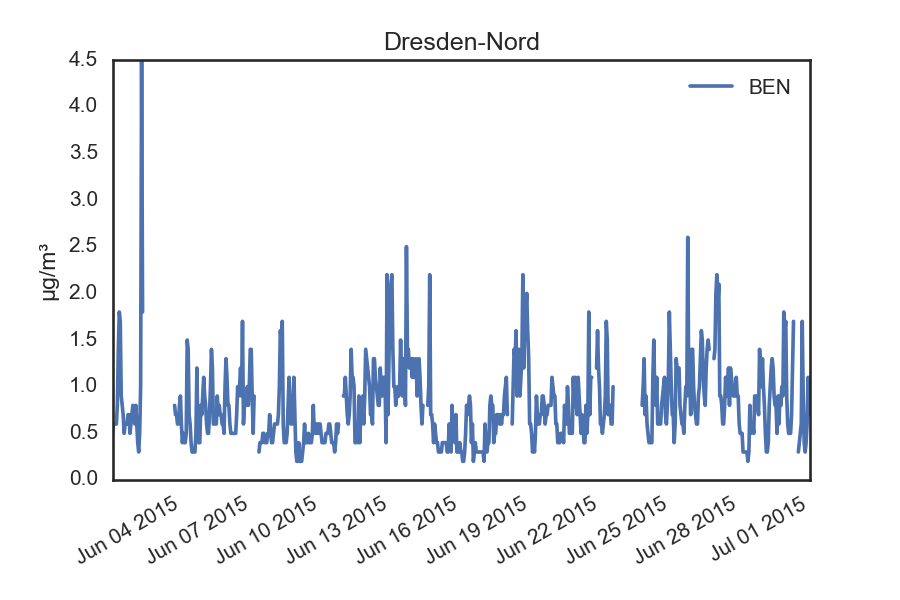 Dresden-Nord
BEN
µg/m³
4.5
4.0
3.5
3.0
2.5
2.0
1.5
1.0
0.5
0.0
Jun 04 2015
Jun 07 2015
Jun 10 2015
Jun 13 2015
Jun 16 2015
Jun 19 2015
Jun 22 2015
Jun 25 2015
Jun 28 2015
Jul 01 2015